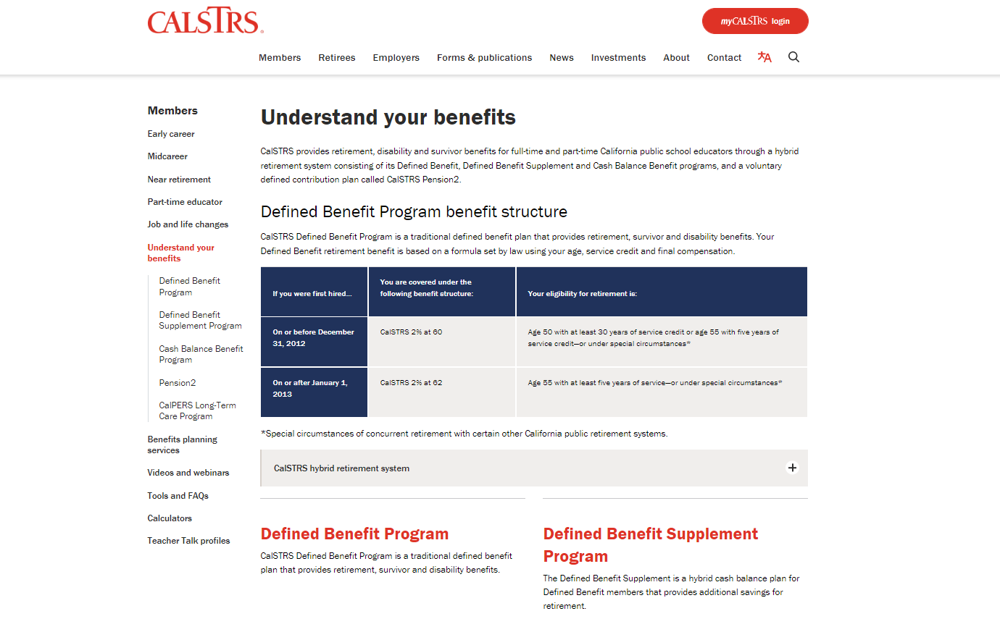 CALSTRS®
myCALSTRS login
Members Retirees Employers Forms & publications News Investments About Contact 文A
Members
Early career
Midcareer
Near retirement
Part-time educator
Job and life changes
Understand your
benefits
Defined Benefit
Program
Defined Benefit
Supplement Program
Cash Balance Benefit
Program
Pension2
CalPERS Long-Term
Care Program
Benefits planning
services
Videos and webinars
Tools and FAQs
Calculators
Teacher Talk profiles
Understand your benefits
CalSTRS provides retirement, disability and survivor benefits for full-time and part-time California public school educators through a hybrid
retirement system consisting of its Defined Benefit, Defined Benefit Supplement and Cash Balance Benefit programs, and a voluntary
defined contribution plan called CalSTRS Pension2.
Defined Benefit Program benefit structure
CalSTRS Defined Benefit Program is a traditional defined benefit plan that provides retirement, survivor and disability benefits. Your
Defined Benefit retirement benefit is based on a formula set by law using your age, service credit and final compensation.
If you were first hired...
You are covered under the
following benefit structure:
Your eligibility for retirement is:
On or before December
31, 2012
CalSTRS 2% at 60
Age 50 with at least 30 years of service credit or age 55 with five years of
service credit—or under special circumstances*
On or after January 1,
2013
CalSTRS 2% at 62
Age 55 with at least five years of service—or under special circumstances*
*Special circumstances of concurrent retirement with certain other California public retirement systems.
CalSTRS hybrid retirement system
Defined Benefit Program
CalSTRS Defined Benefit Program is a traditional defined benefit
plan that provides retirement, survivor and disability benefits.
Defined Benefit Supplement
Program
The Defined Benefit Supplement is a hybrid cash balance plan for
Defined Benefit members that provides additional savings for
retirement.